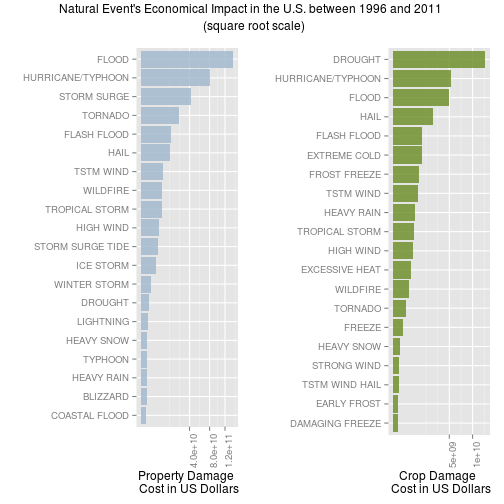 Natural Event's Economical Impact in the U.S. between 1996 and 2011
(square root scale)
FLOOD
HURRICANE/TYPHOON
STORM SURGE
TORNADO
FLASH FLOOD
HAIL
TSTM WIND
WILDFIRE
TROPICAL STORM
HIGH WIND
STORM SURGE TIDE
ICE STORM
WINTER STORM
DROUGHT
LIGHTNING
HEAVY SNOW
TYPHOON
HEAVY RAIN
BLIZZARD
COASTAL FLOOD
4.0e+10
8.0e+10
1.2e+11
Property Damage
Cost in US Dollars
DROUGHT
HURRICANE/TYPHOON
FLOOD
HAIL
FLASH FLOOD
EXTREME COLD
FROST FREEZE
TSTM WIND
HEAVY RAIN
TROPICAL STORM
HIGH WIND
EXCESSIVE HEAT
WILDFIRE
TORNADO
FREEZE
HEAVY SNOW
STRONG WIND
TSTM WIND HAIL
EARLY FROST
DAMAGING FREEZE
5e+09
1e+10
Crop Damage
Cost in US Dollars